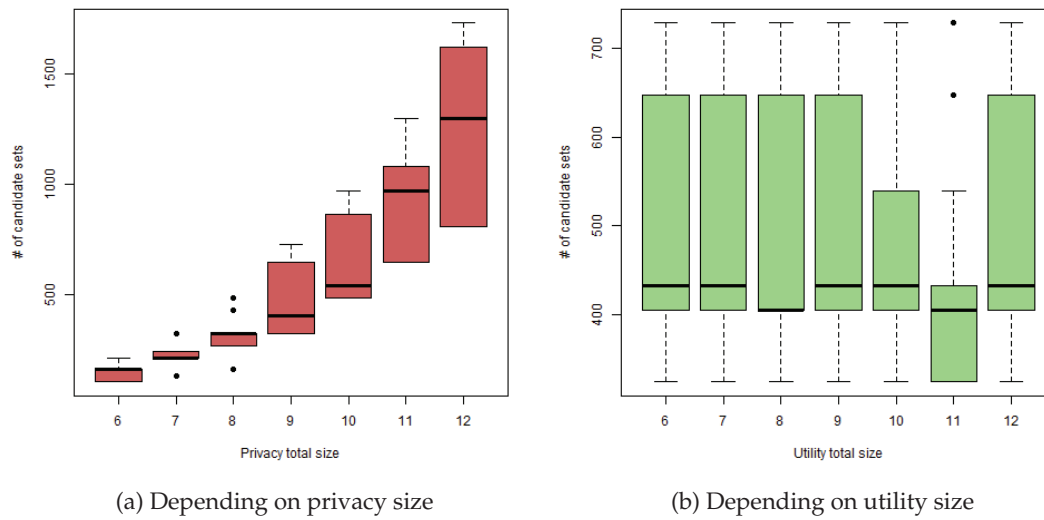 # of candidate sets
1500
1000
500
6 7 8 9 10 11 12
Privacy total size
(a) Depending on privacy size
# of candidate sets
700
600
500
400
6 7 8 9 10 11 12
Utility total size
(b) Depending on utility size